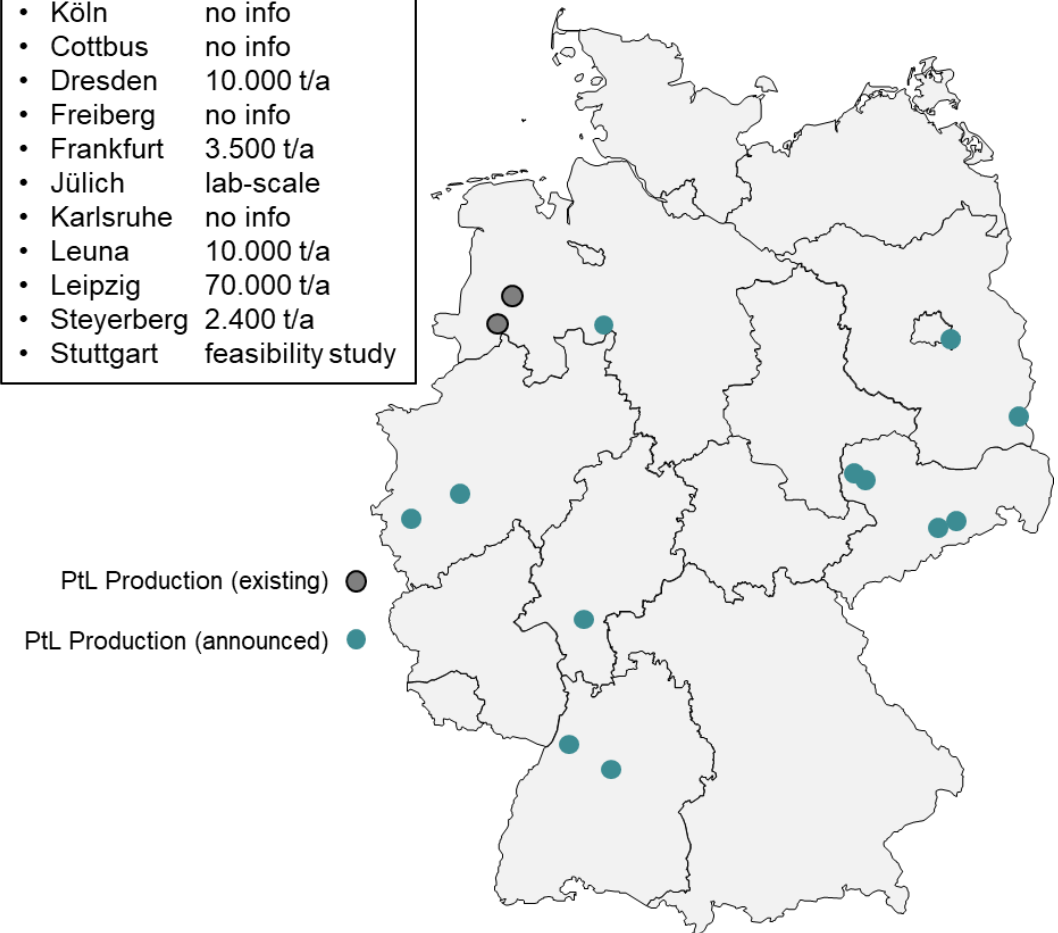 • Köln no info
• Cottbus no info
• Dresden 10.000 t/a
• Freiberg no info
• Frankfurt 3.500 t/a
• Jülich lab-scale
• Karlsruhe no info
• Leuna 10.000 t/a
• Leipzig 70.000 t/a
• Steyerberg 2.400 t/a
• Stuttgart feasibility study
PtL Production (existing)
PtL Production (announced)